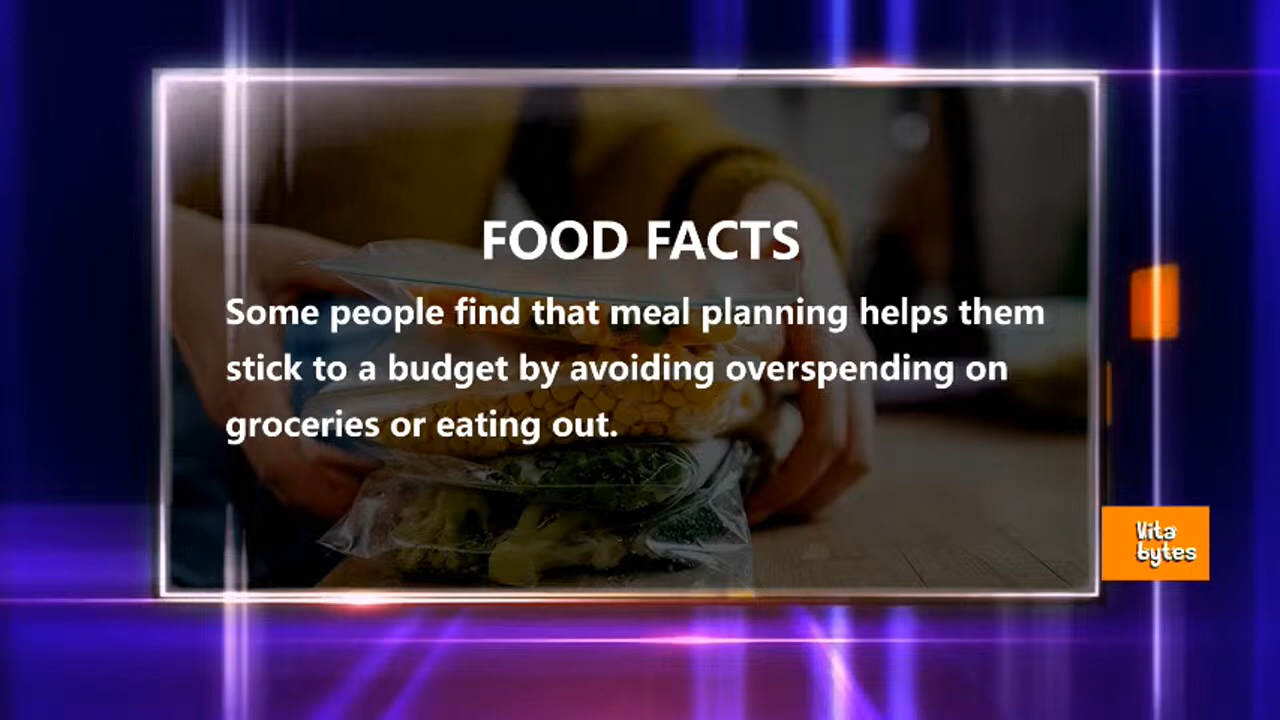 FOOD FACTS
Some people find that meal planning helps them
stick to a budget by avoiding overspending on
groceries or eating out.
Vita
bytes